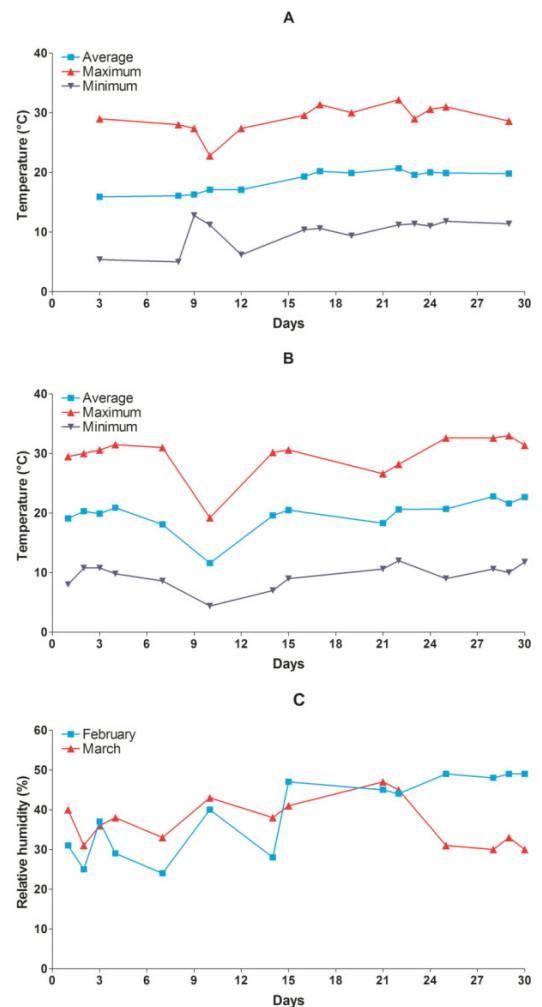 A
40
30
20
10
0
Temperature (°C)
Average
Maximum
Minimum
0 3 6 9 12 15 18 21 24 27 30
Days
B
40
30
20
10
0
Temperature (°C)
Average
Maximum
Minimum
0 3 6 9 12 15 18 21 24 27 30
Days
C
60
50
40
30
20
10
0
Relative humidity (%)
February
March
0 3 6 9 12 15 18 21 24 27 30
Days